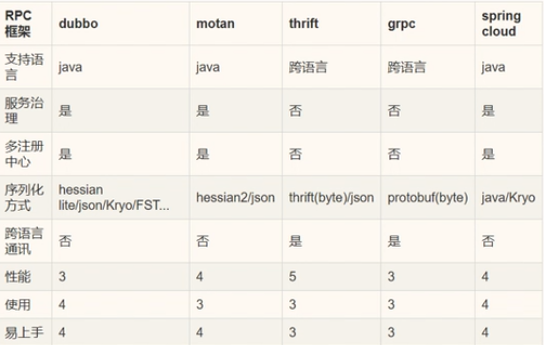 RPC 框架 dubbo motan thrift grpc spring cloud
支持语言 java java 跨语言 跨语言 java
服务治理 是 是 否 否 是
多注册中心 是 是 否 否 是
序列化方式 hessian lite/json/Kryo/FST... hessian2/json thrift(byte)/json protobuf(byte) java/Kryo
跨语言通讯 否 否 是 是 否
性能 3 4 5 3 4
使用 4 3 3 3 4
易上手 4 4 3 3 4